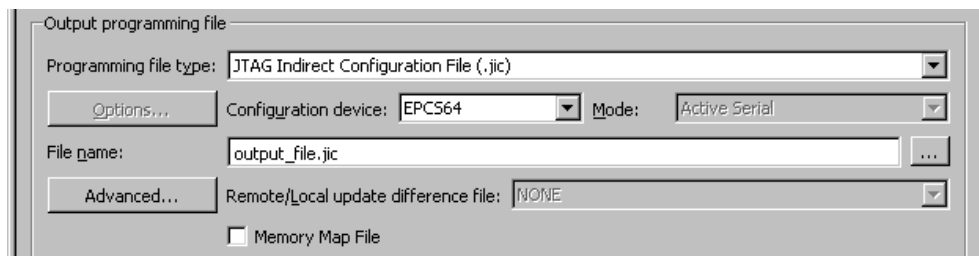 Output programming file
Programming file type: JTAG Indirect Configuration File (.jic)
Options... Configuration device: EPCS64 Mode: Active Serial
File name: output_file.jic ...
Advanced... Remote/Local update difference file: NONE
Memory Map File